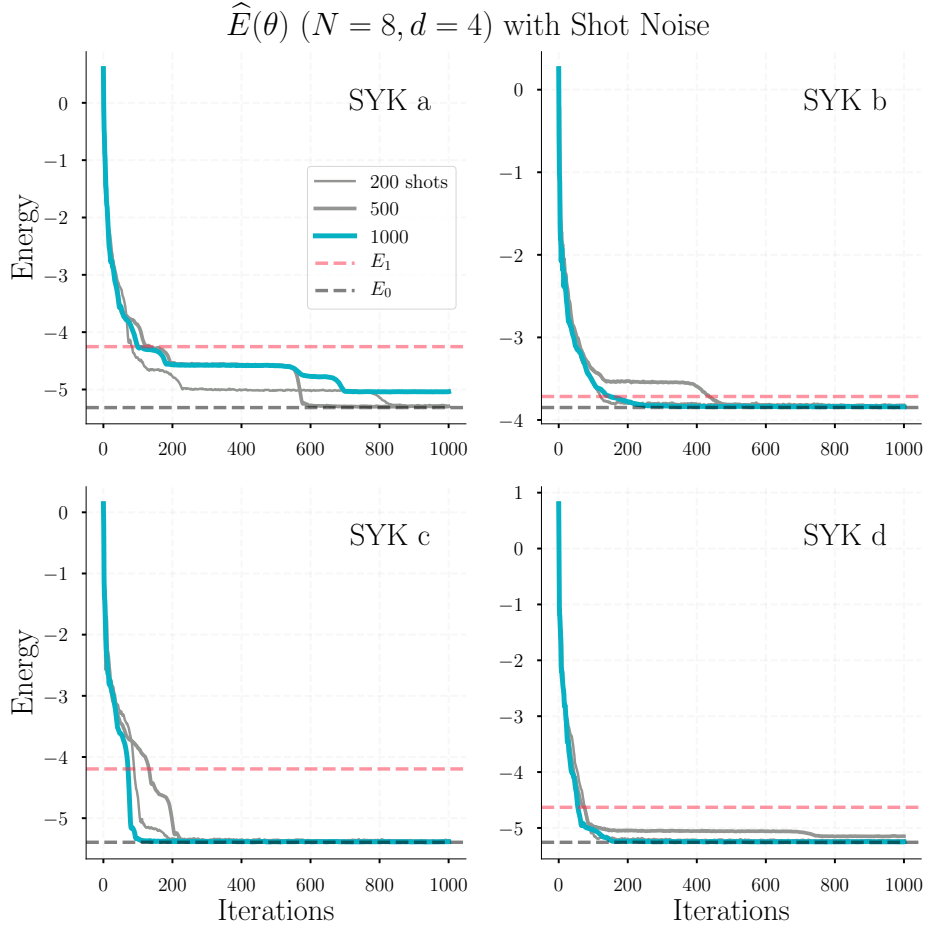 Ê(θ) (N = 8, d = 4) with Shot Noise
SYK a
Energy
0
−1
−2
−3
−4
−5
0 200 400 600 800 1000
200 shots
500
1000
E₁
E₀
SYK b
0
−1
−2
−3
−4
0 200 400 600 800 1000
SYK c
Energy
0
−1
−2
−3
−4
−5
0 200 400 600 800 1000
Iterations
SYK d
1
0
−1
−2
−3
−4
−5
0 200 400 600 800 1000
Iterations